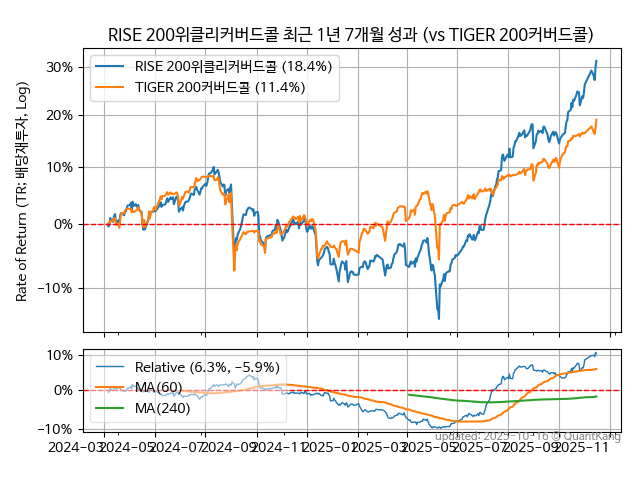 RISE 200위클리커버드콜 최근 1년 7개월 성과 (vs TIGER 200커버드콜)
Rate of Return (TR: 배당재투자, Log)
30%
20%
10%
0%
−10%
RISE 200위클리커버드콜 (18.4%)
TIGER 200커버드콜 (11.4%)
10%
0%
−10%
Relative (6.3%, -5.9%)
MA(60)
MA(240)
2024-03 2024-05 2024-07 2024-09 2024-11 2025-01 2025-03 2025-05 2025-07 2025-09 2025-11
updated: 2025-10-16 © QuantKang